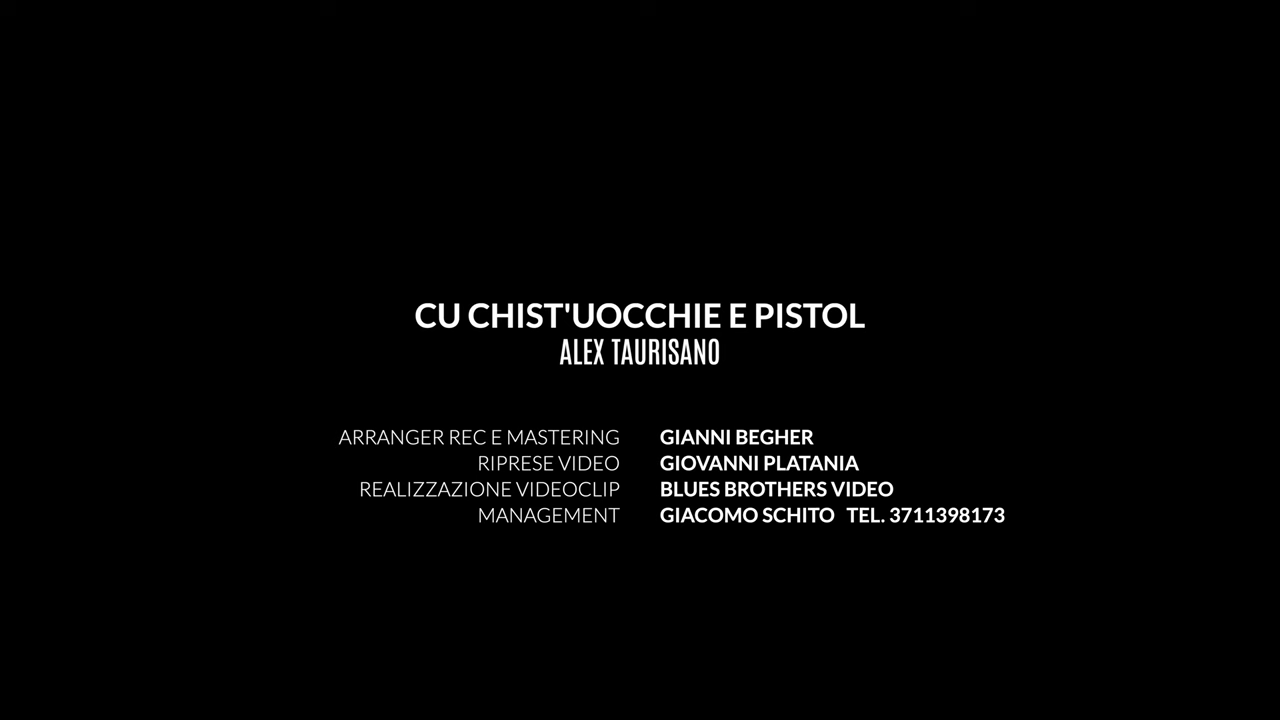 CU CHIST'UOCCHIE E PISTOL
ALEX TAURISANO
ARRANGER REC E MASTERING GIANNI BEGHER
RIPRESE VIDEO GIOVANNI PLATANIA
REALIZZAZIONE VIDEOCLIP BLUES BROTHERS VIDEO
MANAGEMENT GIACOMO SCHITO TEL. 3711398173